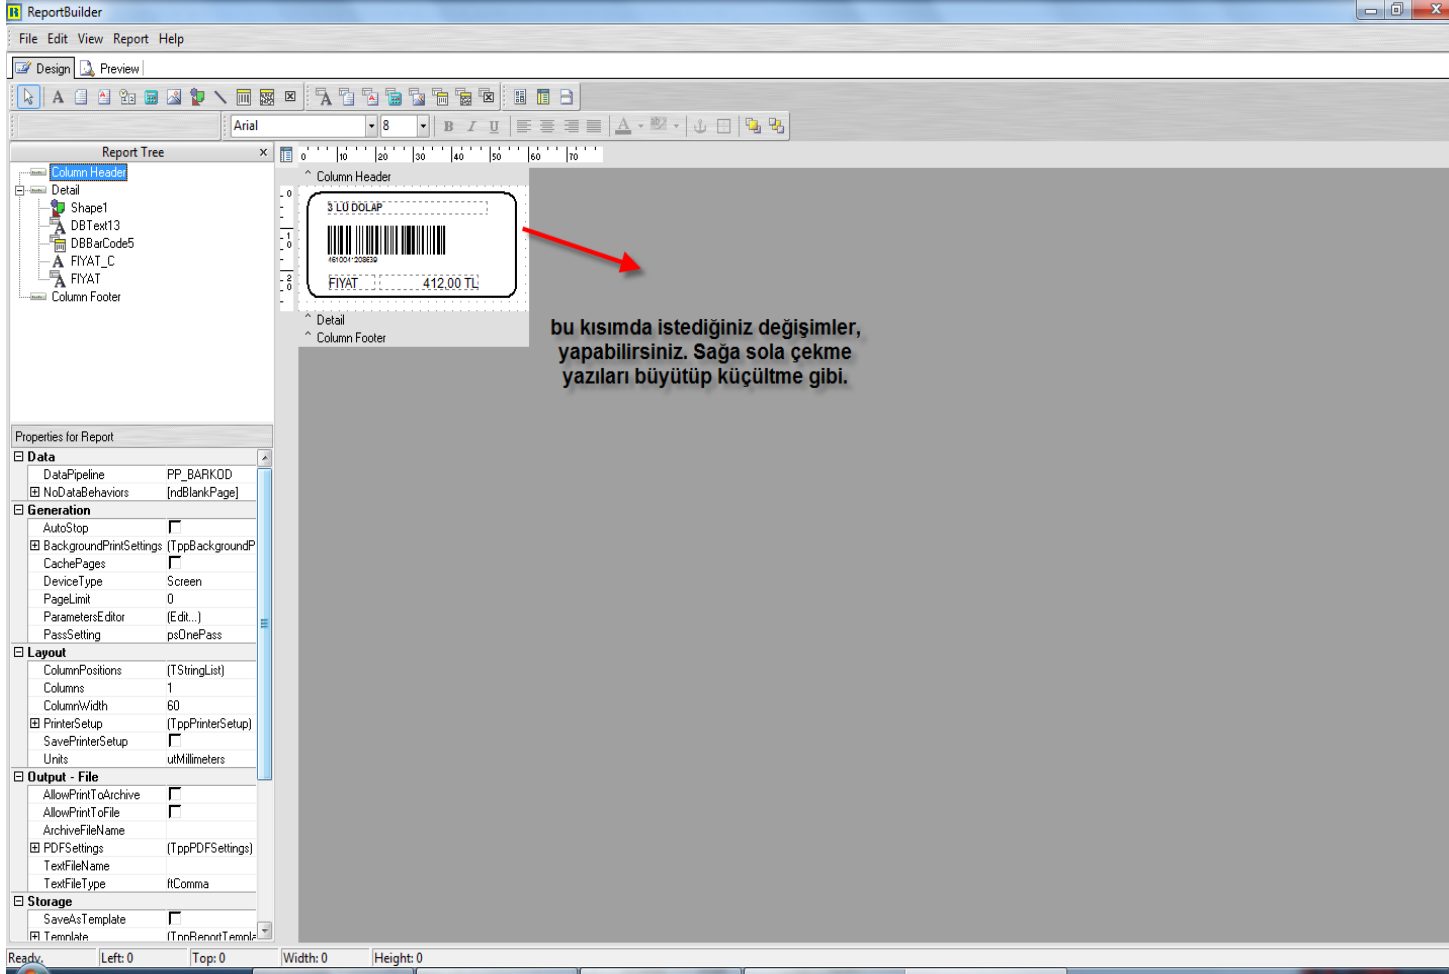 ReportBuilder
File Edit View Report Help
Design Preview
Arial 8
Report Tree
Column Header
Detail
Shape1
DBText13
DBBarCode5
FIYAT_C
FIYAT
Column Footer
0 10 20 30 40 50 60 70
^ Column Header
3 LÜ DOLAP
FIYAT 412,00 TL
^ Detail
^ Column Footer
bu kısımda istediğiniz değişimler,
yapabilirsiniz. Sağa sola çekme
yazıları büyütüp küçültme gibi.
Properties for Report
Data
DataPipeline PP_BARKOD
NoDataBehaviors [ndBlankPage]
Generation
AutoStop
BackgroundPrintSettings (TppBackgroundP
CachePages
DeviceType Screen
PageLimit 0
ParametersEditor (Edit...)
PassSetting psOnePass
Layout
ColumnPositions (TStringList)
Columns 1
ColumnWidth 60
PrinterSetup (TppPrinterSetup)
SavePrinterSetup
Units utMillimeters
Output - File
AllowPrintToArchive
AllowPrintToFile
ArchiveFileName
PDFSettings (TppPDFSettings)
TextFileName
TextFileType ftComma
Storage
SaveAsTemplate
Template (TppReportTempla
Ready. Left: 0 Top: 0 Width: 0 Height: 0